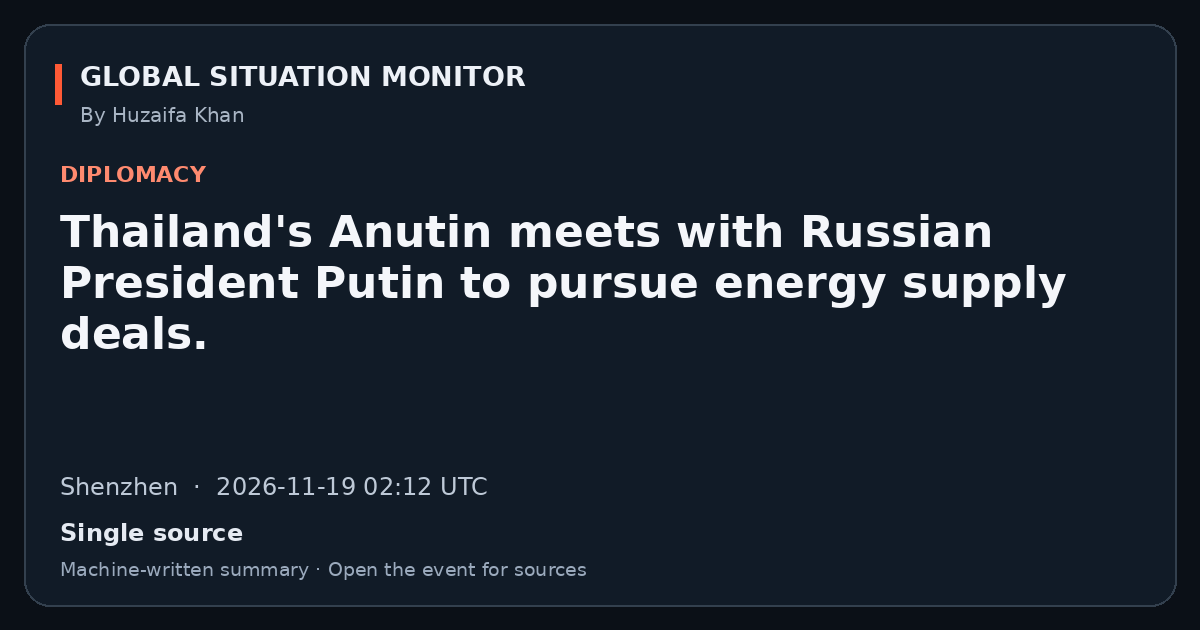 GLOBAL SITUATION MONITOR
By Huzaifa Khan
DIPLOMACY
Thailand's Anutin meets with Russian
President Putin to pursue energy supply
deals.
Shenzhen · 2026-11-19 02:12 UTC
Single source
Machine-written summary · Open the event for sources